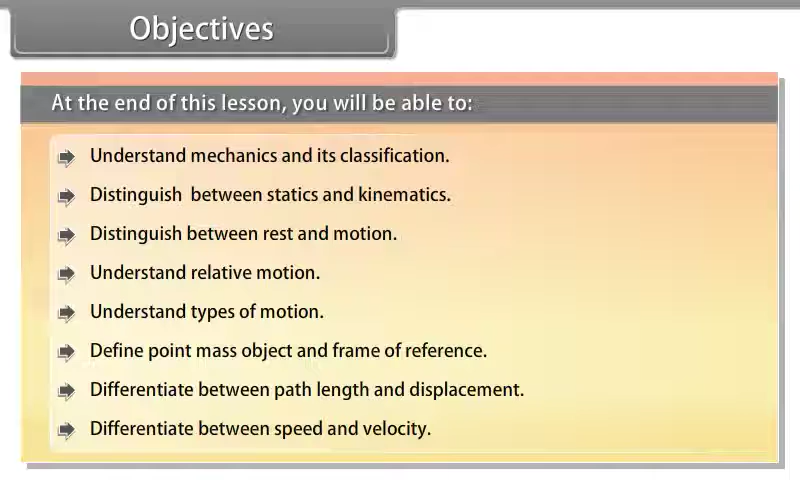 Objectives
At the end of this lesson, you will be able to:
Understand mechanics and its classification.
Distinguish between statics and kinematics.
Distinguish between rest and motion.
Understand relative motion.
Understand types of motion.
Define point mass object and frame of reference.
Differentiate between path length and displacement.
Differentiate between speed and velocity.